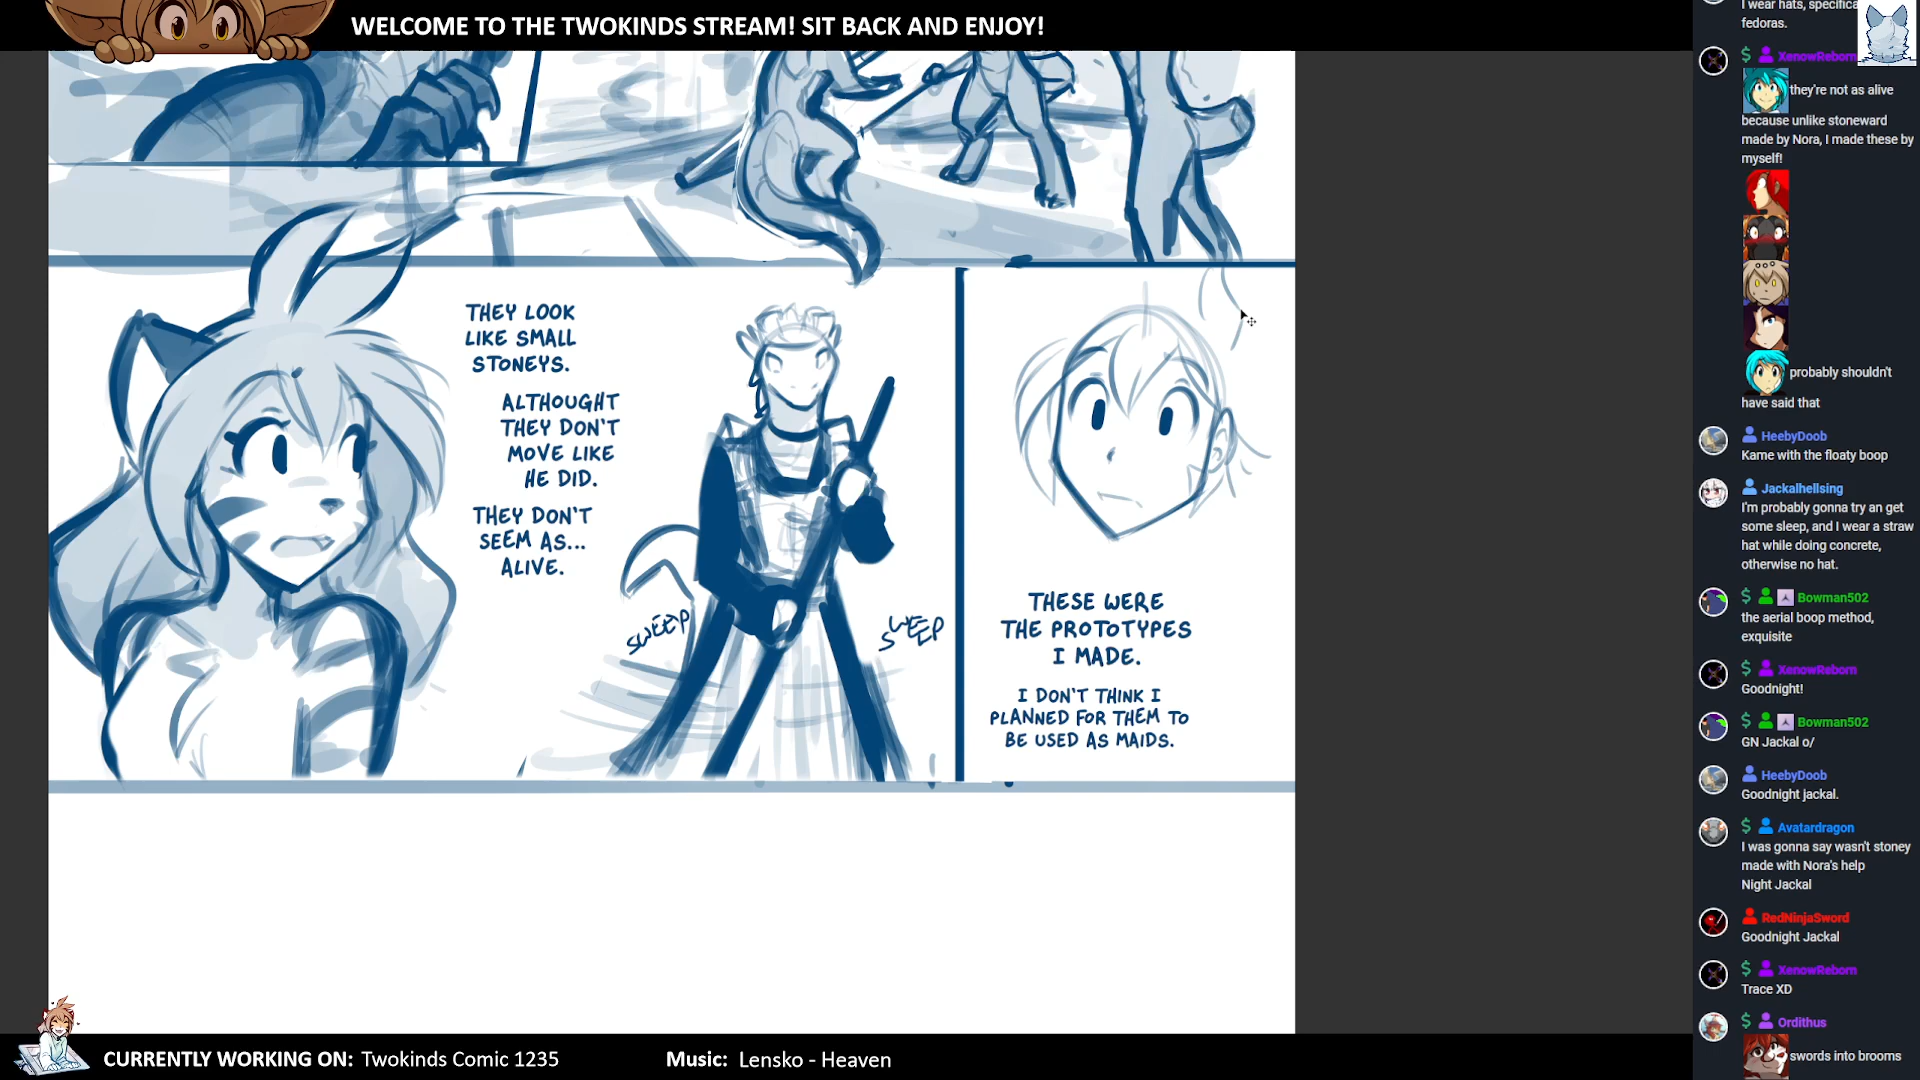 WELCOME TO THE TWOKINDS STREAM! SIT BACK AND ENJOY!
THEY LOOK
LIKE SMALL
STONEYS.
ALTHOUGHT
THEY DON'T
MOVE LIKE
HE DID.
THEY DON'T
SEEM AS...
ALIVE.
SWEEP
SWEEP
THESE WERE
THE PROTOTYPES
I MADE.
I DON'T THINK I
PLANNED FOR THEM TO
BE USED AS MAIDS.
CURRENTLY WORKING ON: Twokinds Comic 1235
Music: Lensko - Heaven
I wear hats,
fedoras.
$ XenowReborn
they're not as alive
because unlike stoneward
made by Nora, I made these by
myself!
probably shouldn't
have said that
HeebyDoob
Kame with the floaty boop
Jackalhellsing
I'm probably gonna try an get
some sleep, and I wear a straw
hat while doing concrete,
otherwise no hat.
$ Bowman502
the aerial boop method,
exquisite
$ XenowReborn
Goodnight!
$ Bowman502
GN Jackal o/
HeebyDoob
Goodnight jackal.
$ Avatardragon
I was gonna say wasn't stoney
made with Nora's help
Night Jackal
RedNinjaSword
Goodnight Jackal
$ XenowReborn
Trace XD
$ Ordithus
swords into brooms